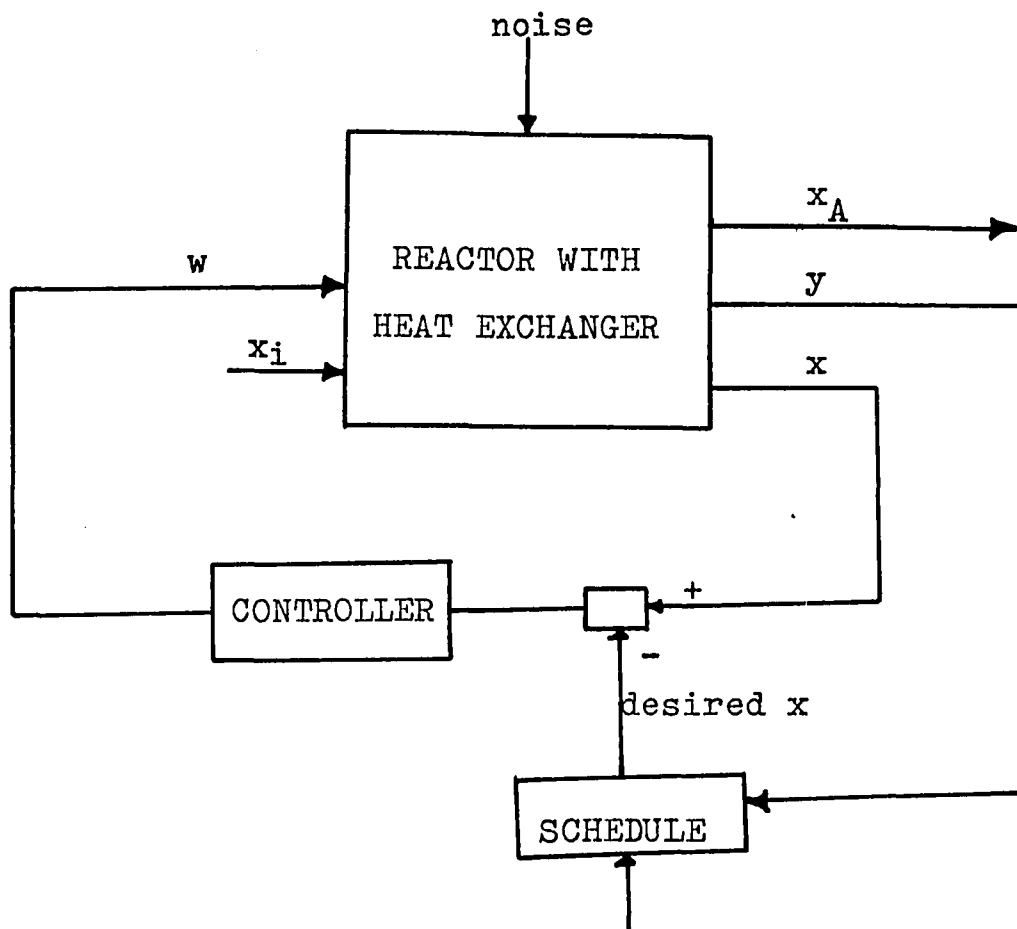 noise
x_A
w
REACTOR WITH
y
HEAT EXCHANGER
x_i
x
+
CONTROLLER
-
desired x
SCHEDULE